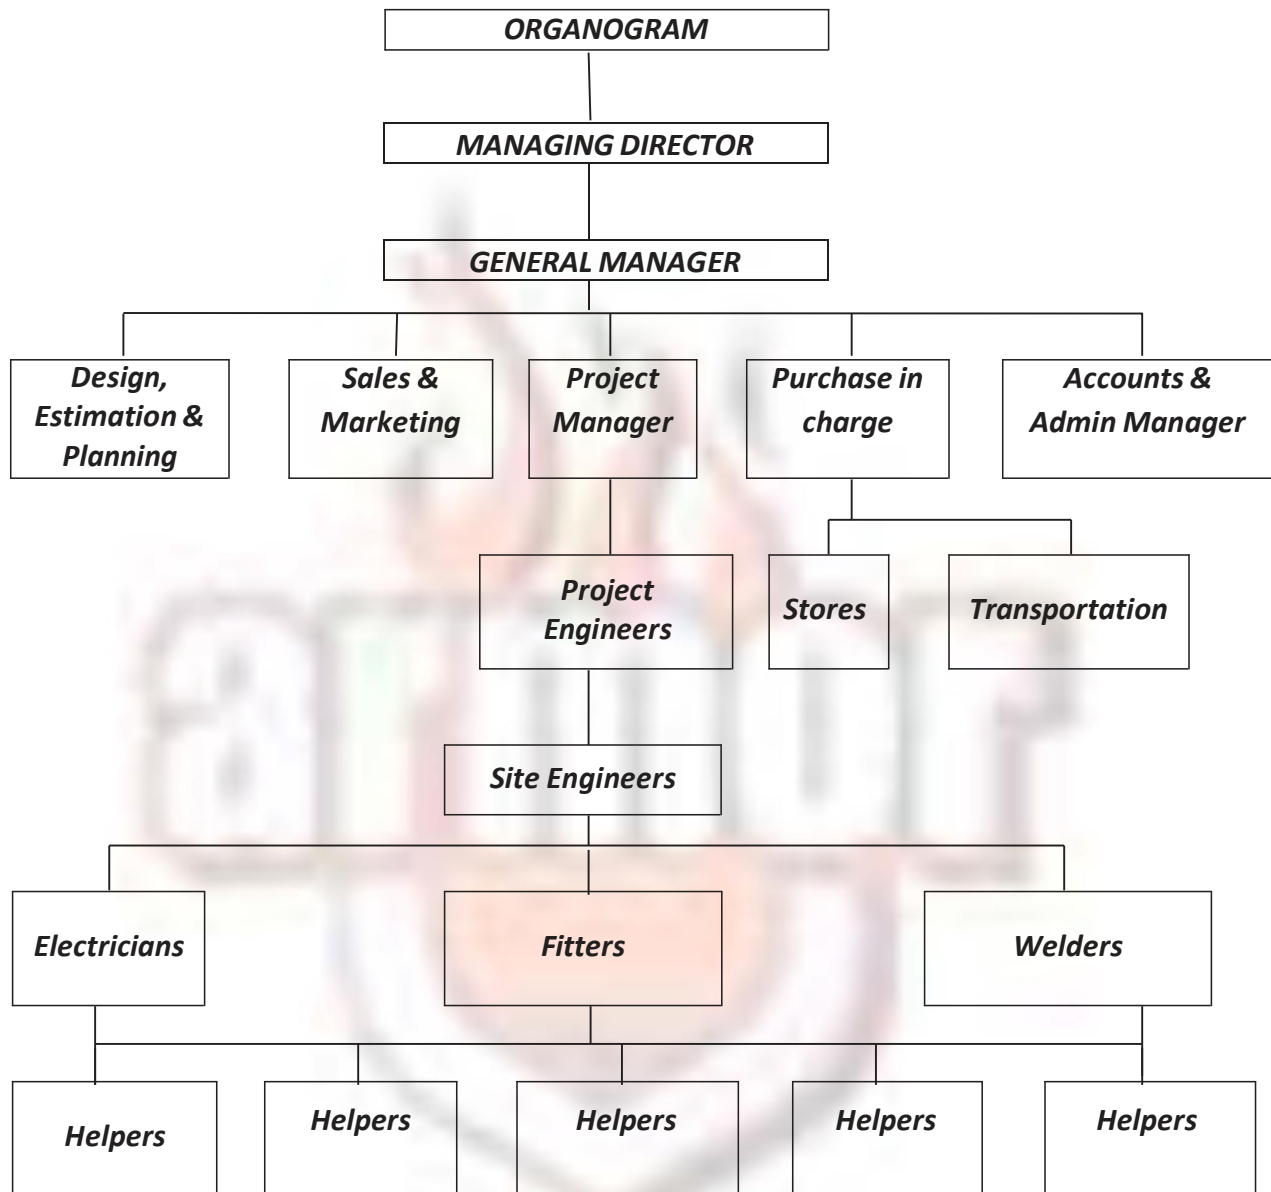 ORGANOGRAM
MANAGING DIRECTOR
GENERAL MANAGER
Design,
Estimation &
Planning
Sales &
Marketing
Project
Manager
Purchase in
charge
Accounts &
Admin Manager
Project
Engineers
Stores
Transportation
Site Engineers
Electricians
Fitters
Welders
Helpers
Helpers
Helpers
Helpers
Helpers
armor